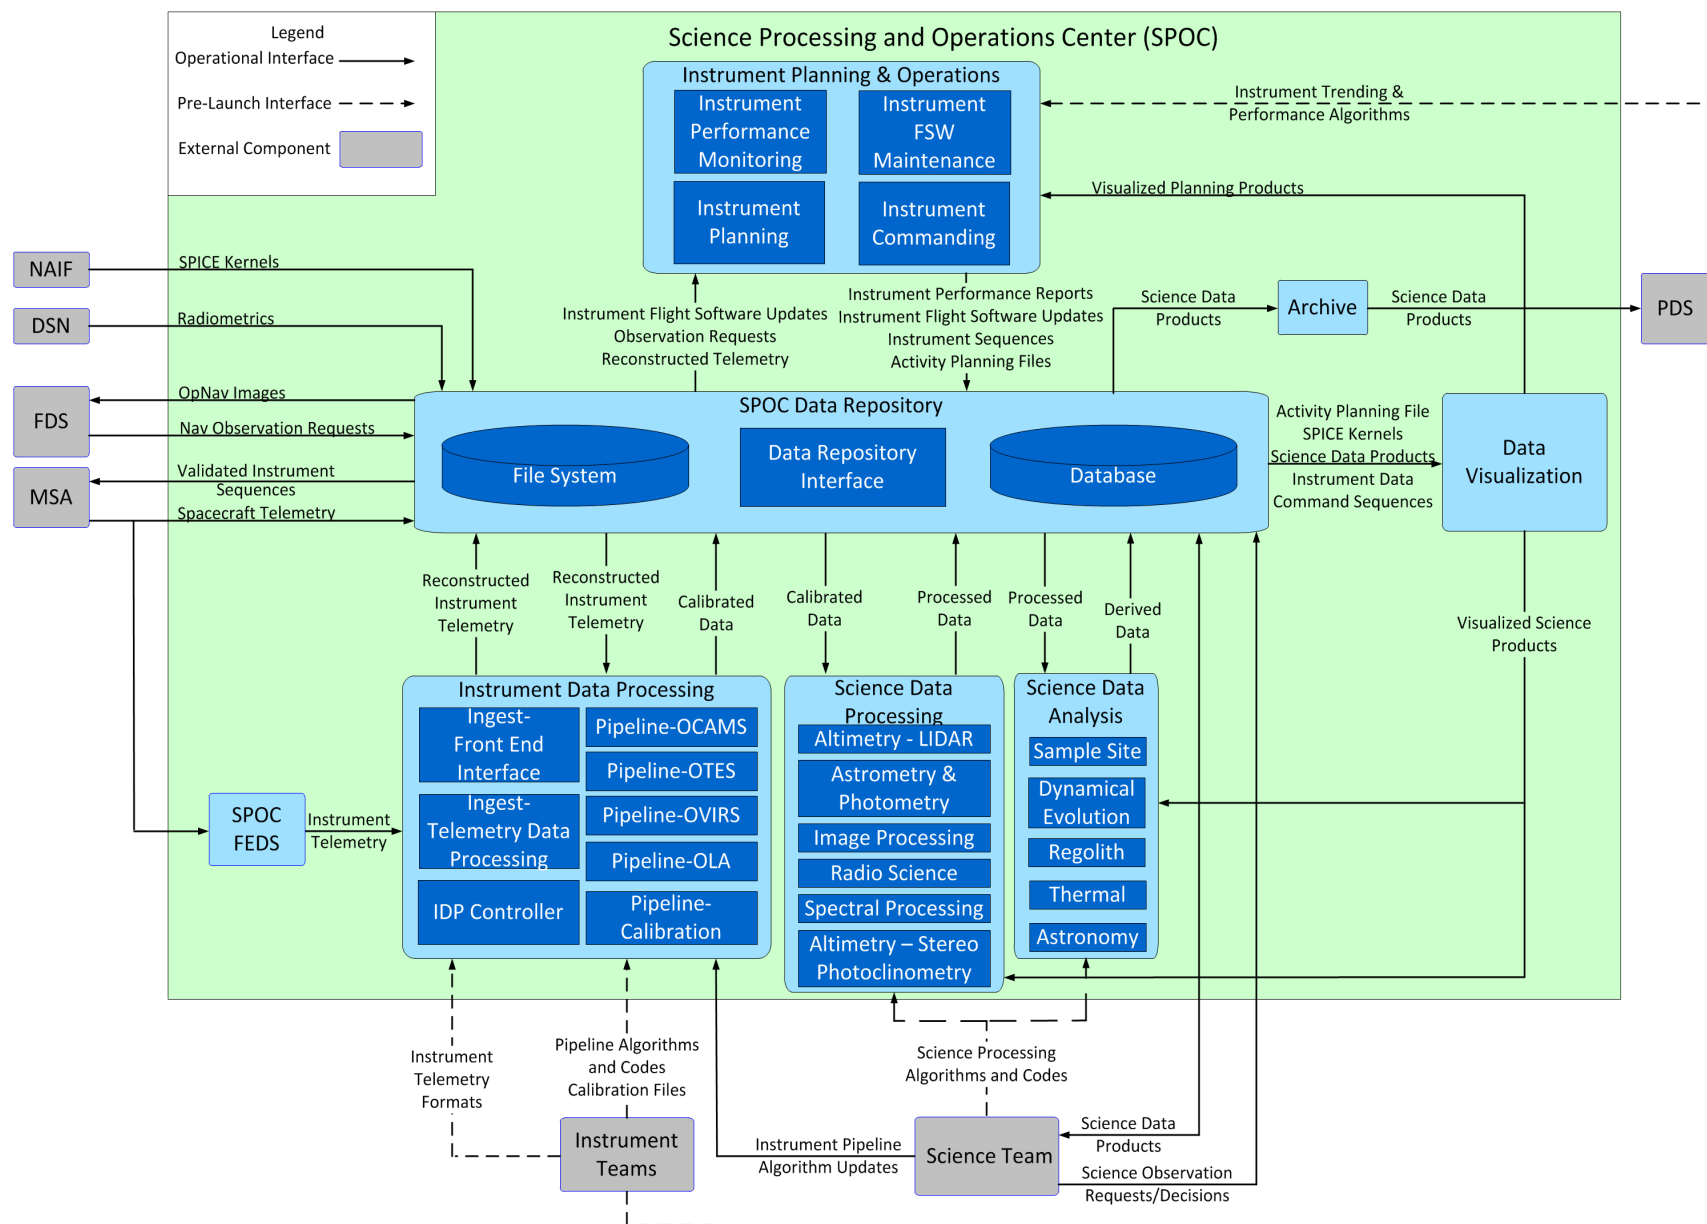 Legend
Operational Interface
Pre-Launch Interface
External Component
Science Processing and Operations Center (SPOC)
Instrument Planning & Operations
Instrument
Performance
Monitoring
Instrument
FSW
Maintenance
Instrument
Planning
Instrument
Commanding
Instrument Trending &
Performance Algorithms
Visualized Planning Products
NAIF
SPICE Kernels
DSN
Radiometrics
FDS
OpNav Images
Nav Observation Requests
MSA
Validated Instrument
Sequences
Spacecraft Telemetry
Instrument Flight Software Updates
Observation Requests
Reconstructed Telemetry
Instrument Performance Reports
Instrument Flight Software Updates
Instrument Sequences
Activity Planning Files
Science Data
Products
Archive
Science Data
Products
PDS
SPOC Data Repository
File System
Data Repository
Interface
Database
Activity Planning File
SPICE Kernels
Science Data Products
Instrument Data
Command Sequences
Data
Visualization
Reconstructed
Instrument
Telemetry
Reconstructed
Instrument
Telemetry
Calibrated
Data
Calibrated
Data
Processed
Data
Processed
Data
Derived
Data
Visualized Science
Products
SPOC
FEDS
Instrument
Telemetry
Instrument Data Processing
Ingest-
Front End
Interface
Ingest-
Telemetry Data
Processing
IDP Controller
Pipeline-OCAMS
Pipeline-OTES
Pipeline-OVIRS
Pipeline-OLA
Pipeline-
Calibration
Science Data
Processing
Altimetry - LIDAR
Astrometry &
Photometry
Image Processing
Radio Science
Spectral Processing
Altimetry – Stereo
Photoclinometry
Science Data
Analysis
Sample Site
Dynamical
Evolution
Regolith
Thermal
Astronomy
Instrument
Telemetry
Formats
Pipeline Algorithms
and Codes
Calibration Files
Instrument
Teams
Instrument Pipeline
Algorithm Updates
Science Processing
Algorithms and Codes
Science Team
Science Data
Products
Science Observation
Requests/Decisions